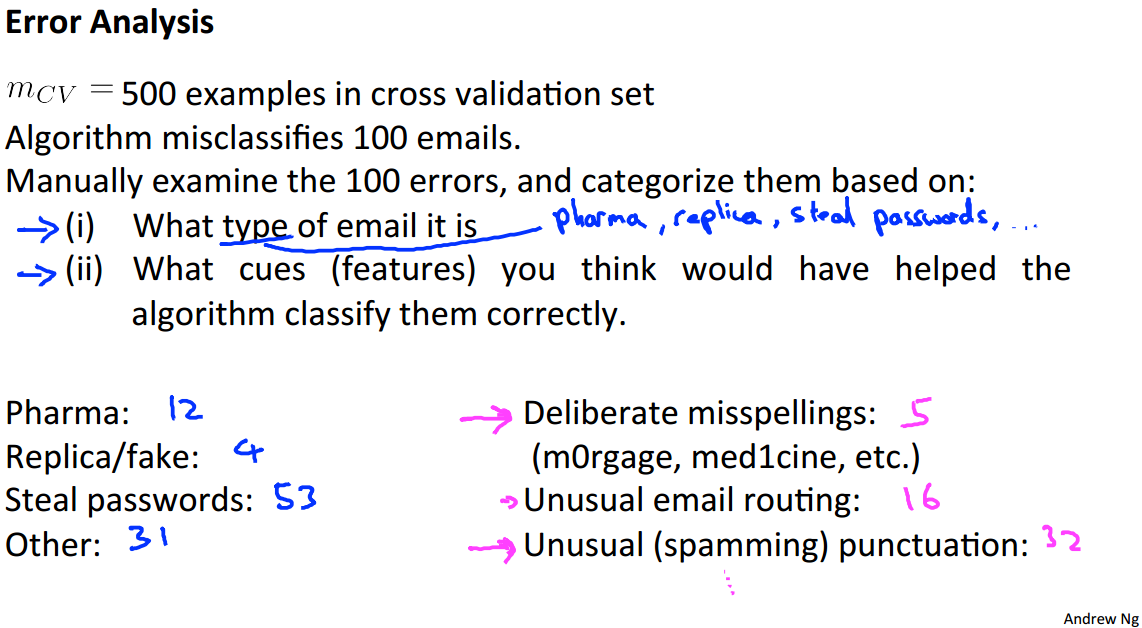 Error Analysis
m_CV = 500 examples in cross validation set
Algorithm misclassifies 100 emails.
Manually examine the 100 errors, and categorize them based on:
→ (i) What type of email it is pharma, replica, steal passwords, ...
→ (ii) What cues (features) you think would have helped the
algorithm classify them correctly.
Pharma: 12
Replica/fake: 4
Steal passwords: 53
Other: 31
→ Deliberate misspellings: 5
(m0rgage, med1cine, etc.)
→ Unusual email routing: 16
→ Unusual (spamming) punctuation: 32
⋮
Andrew Ng